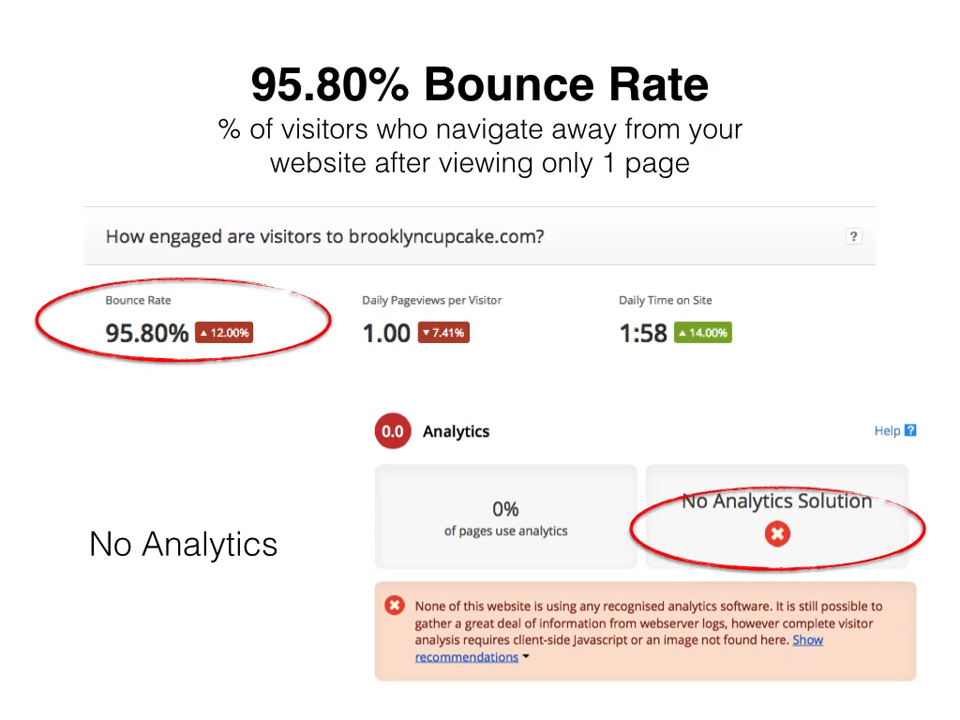 95.80% Bounce Rate
% of visitors who navigate away from your
website after viewing only 1 page
How engaged are visitors to brooklyncupcake.com?
?
Bounce Rate
95.80% ▲ 12.00%
Daily Pageviews per Visitor
1.00 ▼ 7.41%
Daily Time on Site
1:58 ▲ 14.00%
0.0 Analytics
Help ?
0%
of pages use analytics
No Analytics Solution
No Analytics
None of this website is using any recognised analytics software. It is still possible to
gather a great deal of information from webserver logs, however complete visitor
analysis requires client-side Javascript or an image not found here. Show
recommendations